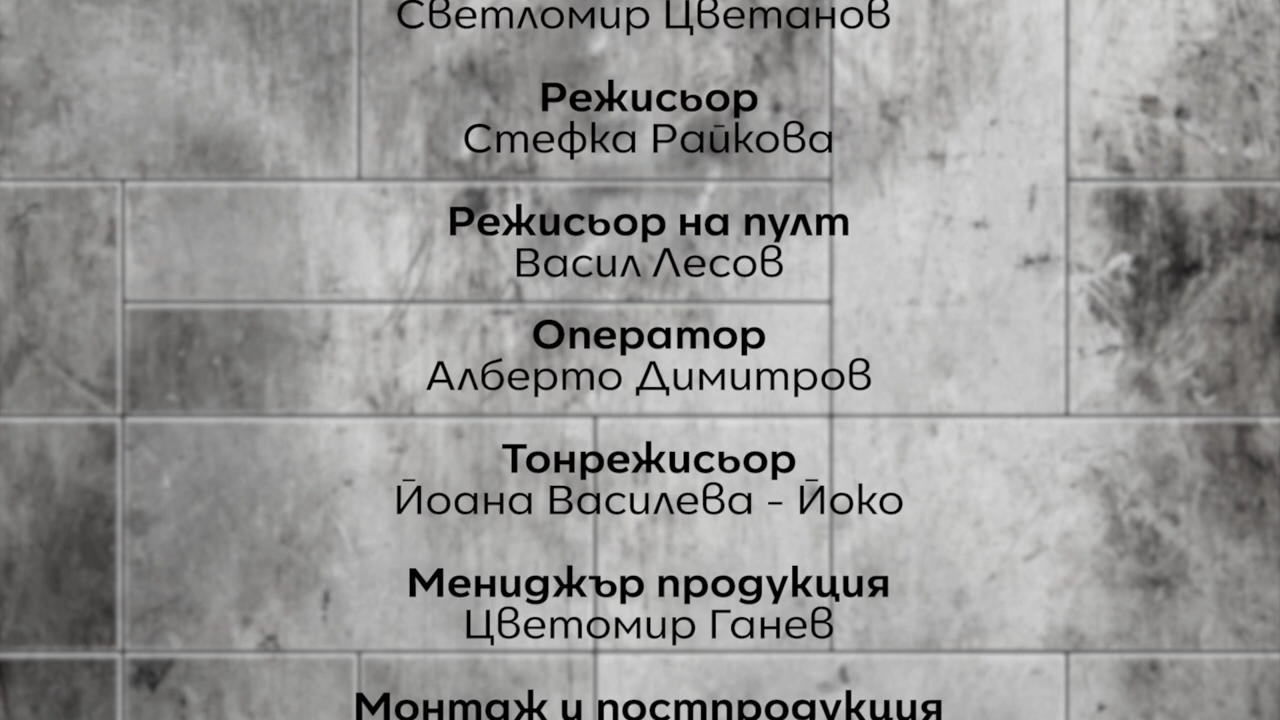 Светломир Цветанов
Режисьор
Стефка Райкова
Режисьор на пулт
Васил Лесов
Оператор
Алберто Димитров
Тонрежисьор
Йоана Василева - Йоко
Мениджър продукция
Цветомир Ганев
Монтаж и постпродукция